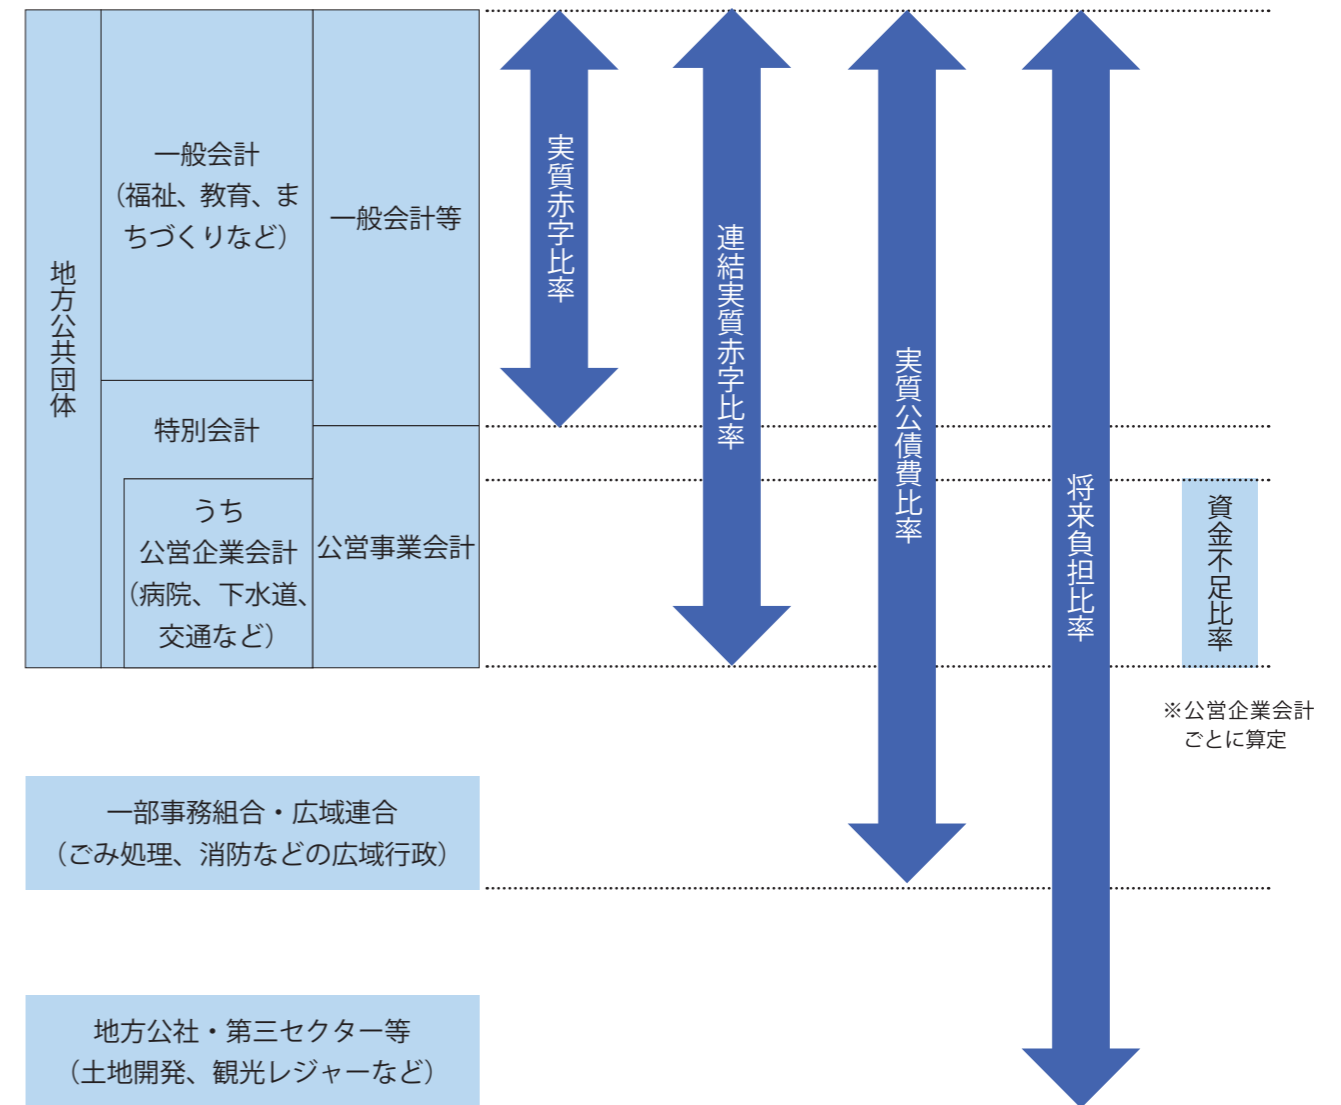 地方公共団体
一般会計
（福祉、教育、ま
ちづくりなど）
特別会計
うち
公営企業会計
（病院、下水道、
交通など）
一般会計等
公営事業会計
実質赤字比率
連結実質赤字比率
実質公債費比率
将来負担比率
資金不足比率
※公営企業会計
ごとに算定
一部事務組合・広域連合
（ごみ処理、消防などの広域行政）
地方公社・第三セクター等
（土地開発、観光レジャーなど）